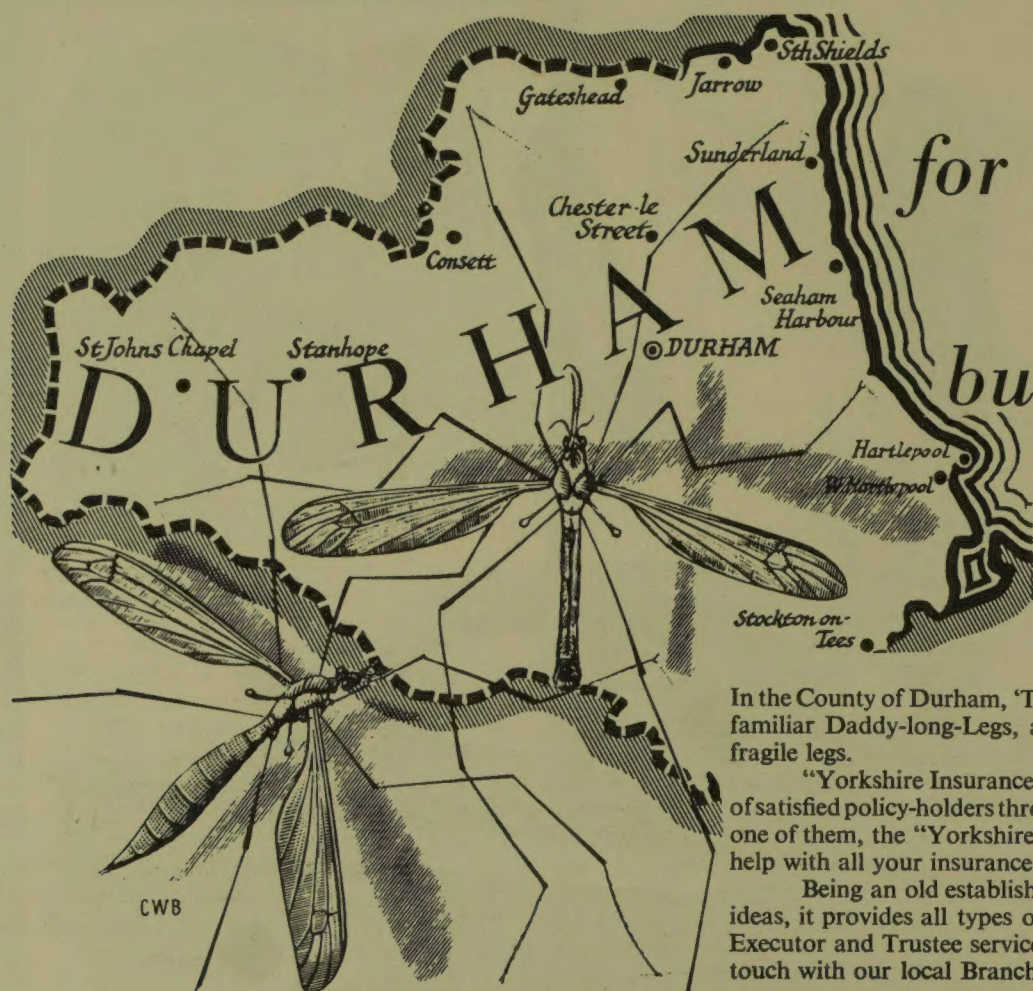 Sth Shields
Jarrow
Gateshead
for
Sunderland
Chester-le
Street
Consett
Seaham
Harbour
St Johns Chapel
Stanhope
DURHAM
DURHAM
bu
Hartlepool
W. Hartlepool
Stockton on-
Tees
In the County of Durham, ‘T
familiar Daddy-long-Legs, a
fragile legs.
“Yorkshire Insurance
of satisfied policy-holders thro
one of them, the “Yorkshire
help with all your insurance
Being an old establish
ideas, it provides all types o
Executor and Trustee service
touch with our local Branch
CWB